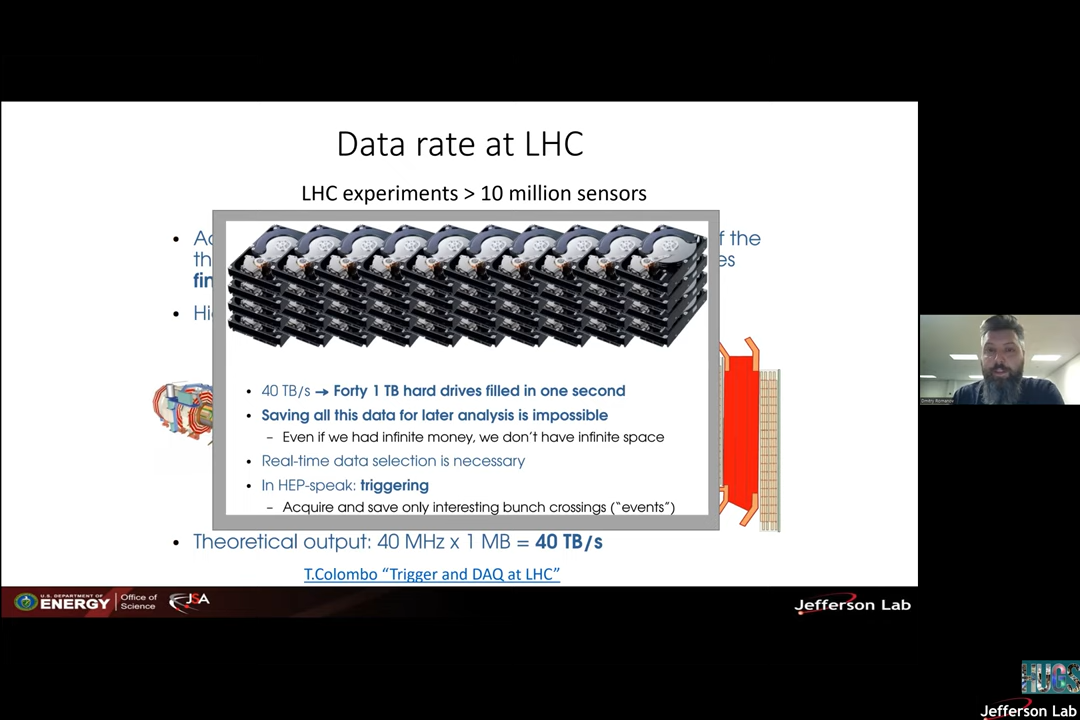 Data rate at LHC
LHC experiments > 10 million sensors
f the
th
es
fin
40 TB/s → Forty 1 TB hard drives filled in one second
Saving all this data for later analysis is impossible
– Even if we had infinite money, we don't have infinite space
Real-time data selection is necessary
In HEP-speak: triggering
– Acquire and save only interesting bunch crossings ("events")
• Theoretical output: 40 MHz x 1 MB = 40 TB/s
T.Colombo "Trigger and DAQ at LHC"
U.S. DEPARTMENT OF
ENERGY
Office of
Science
JSA
Jefferson Lab
HUGS
Jefferson Lab